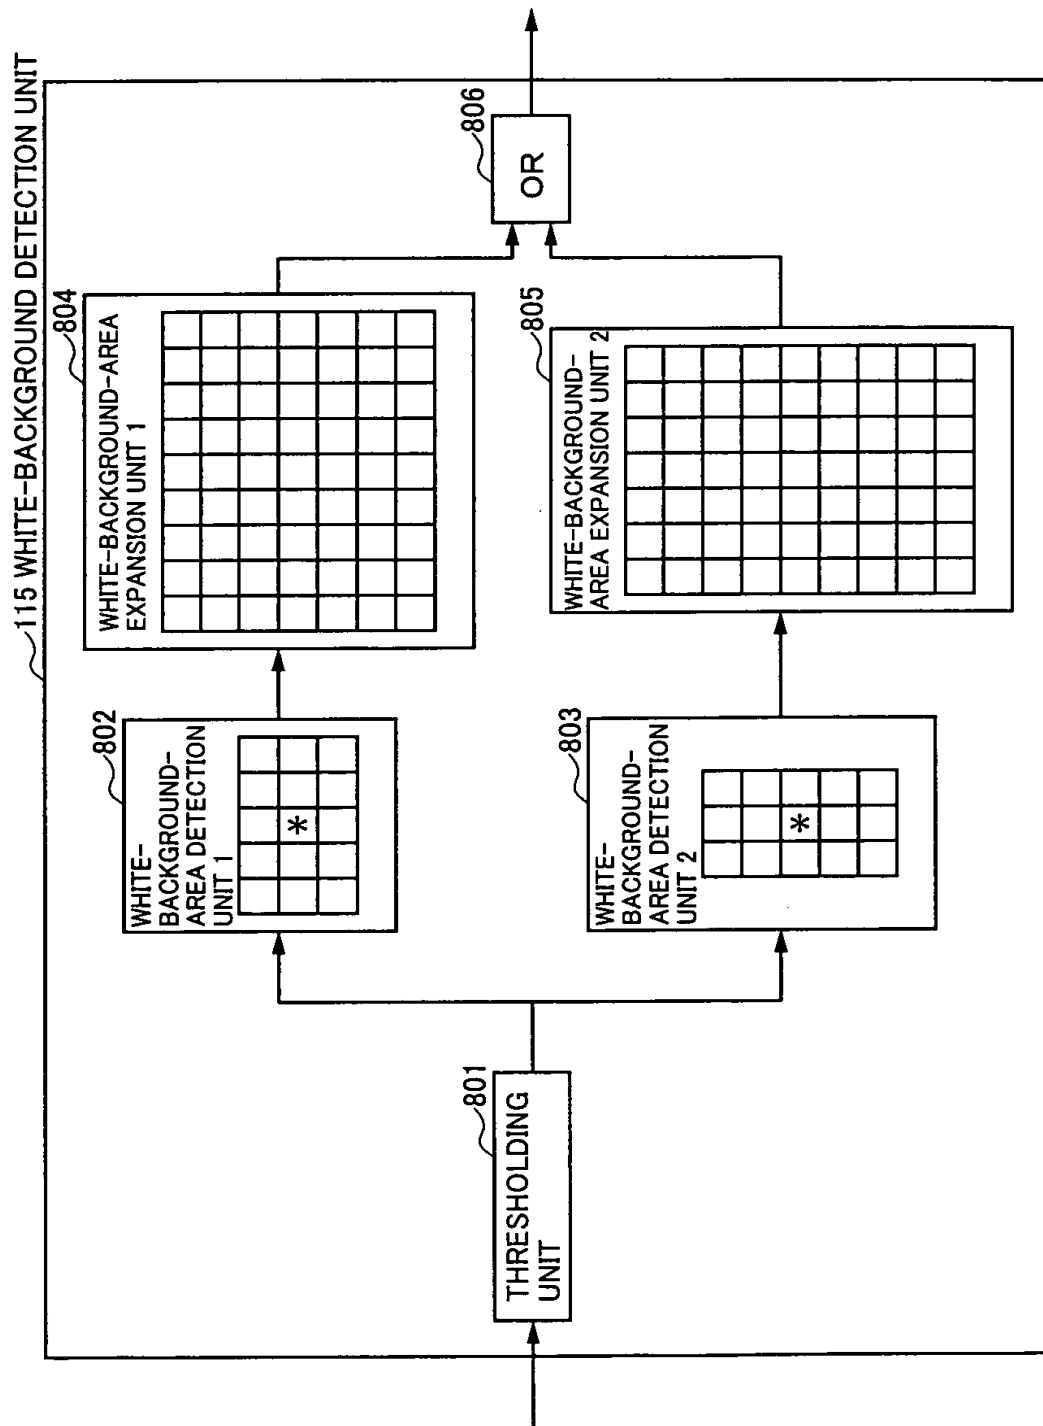 115 WHITE-BACKGROUND DETECTION UNIT
801
THRESHOLDING
UNIT
802
WHITE-
BACKGROUND-
AREA DETECTION
UNIT 1
*
804
WHITE-BACKGROUND-AREA
EXPANSION UNIT 1
803
WHITE-
BACKGROUND-
AREA DETECTION
UNIT 2
*
805
WHITE-BACKGROUND-
AREA EXPANSION UNIT 2
806
OR